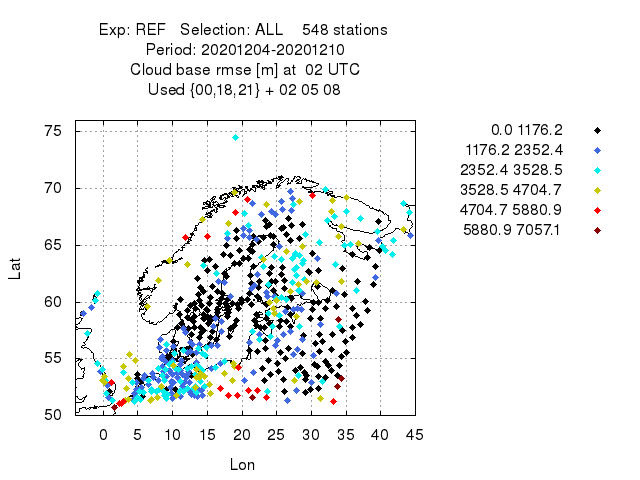 Exp: REF   Selection: ALL    548 stations
Period: 20201204-20201210
Cloud base rmse [m] at  02 UTC
Used {00,18,21} + 02 05 08
0.0 1176.2
1176.2 2352.4
2352.4 3528.5
3528.5 4704.7
4704.7 5880.9
5880.9 7057.1
75
70
65
60
55
50
Lat
0 5 10 15 20 25 30 35 40 45
Lon